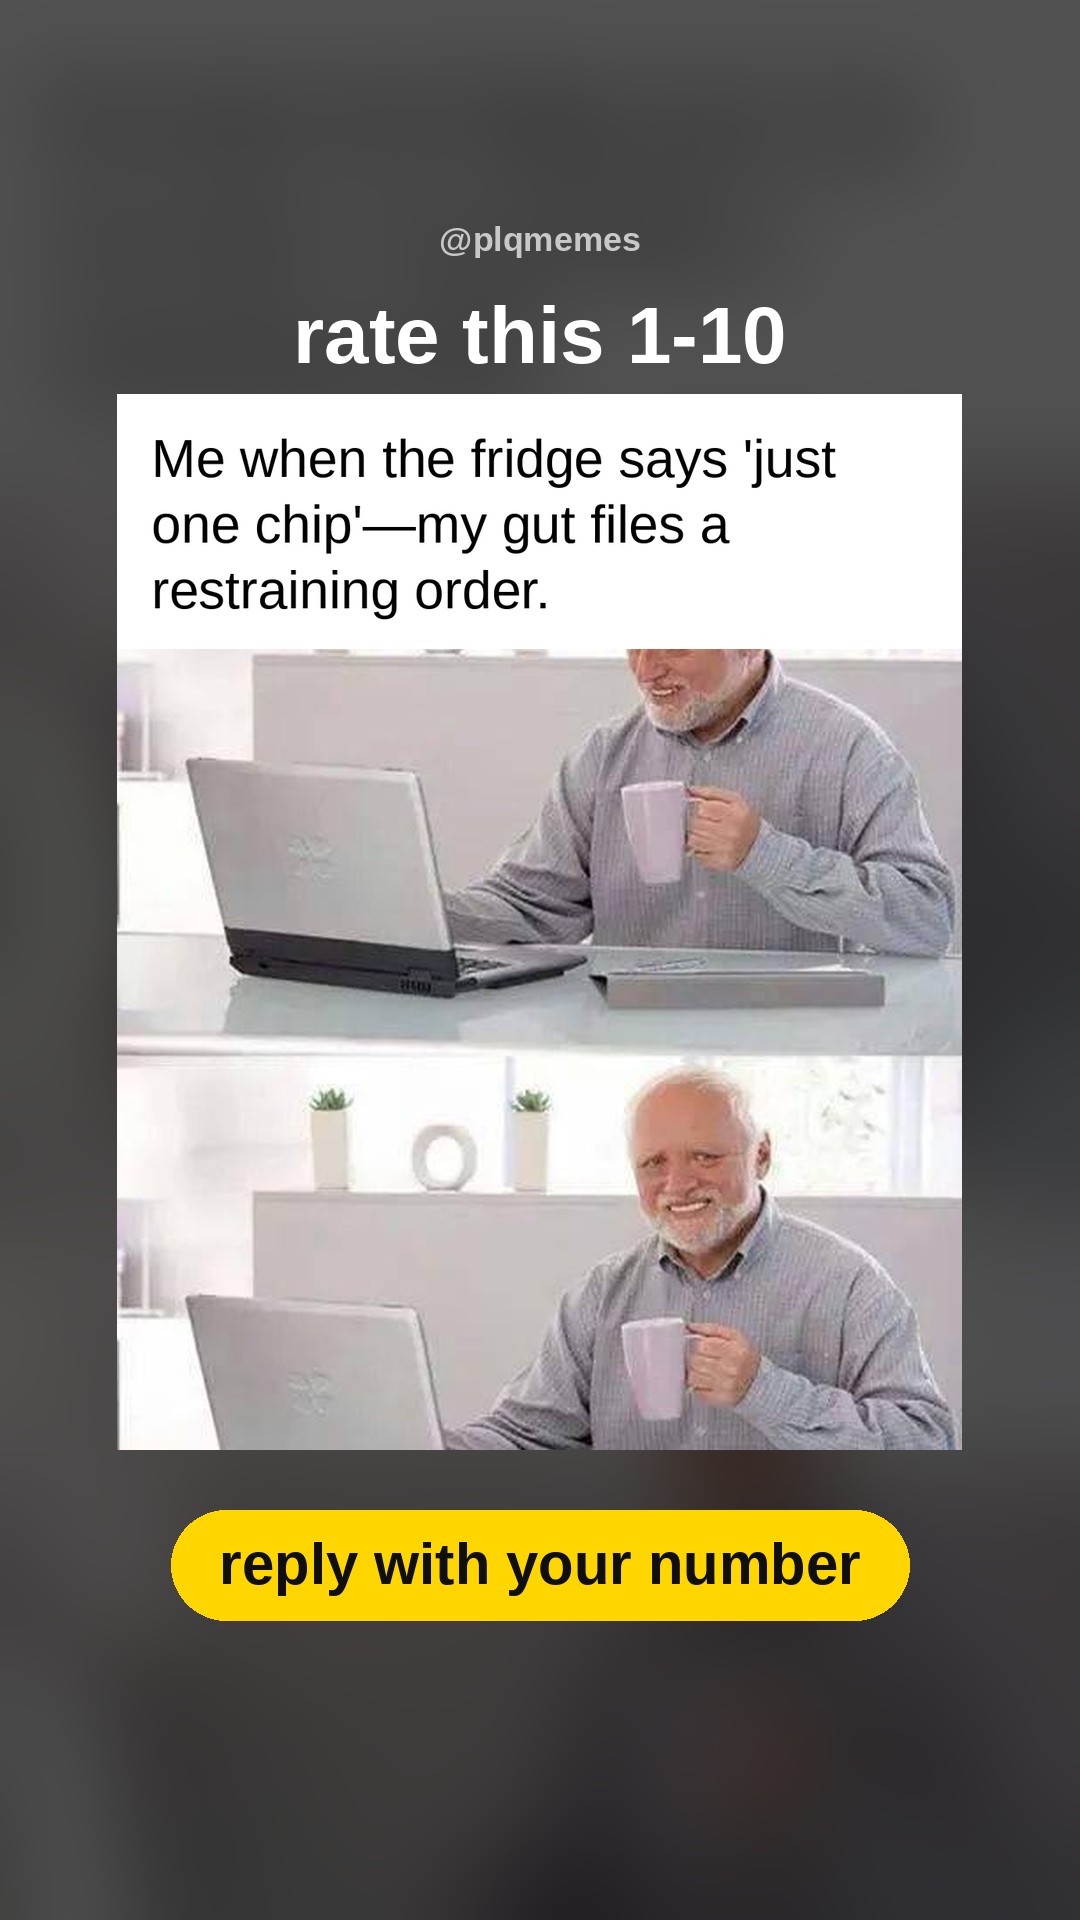 @plqmemes
rate this 1-10
Me when the fridge says 'just
one chip'—my gut files a
restraining order.
reply with your number